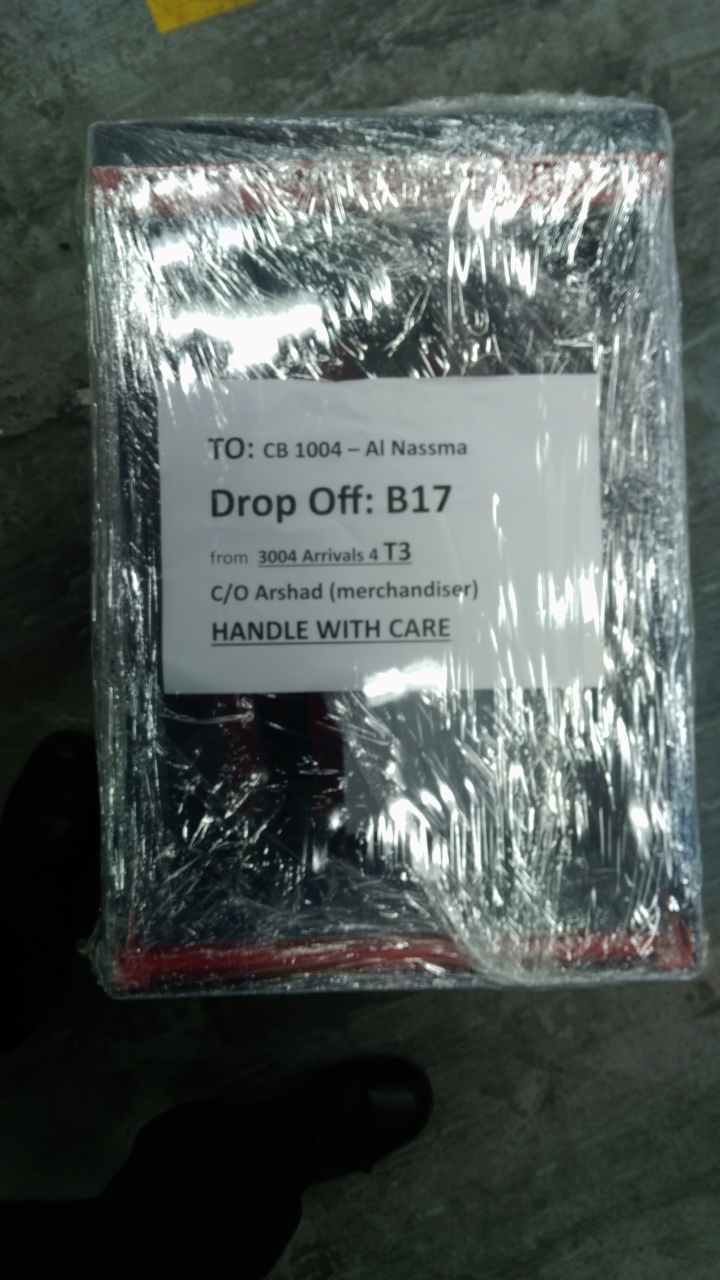 TO: CB 1004 – Al Nassma
Drop Off: B17
from 3004 Arrivals 4 T3
C/O Arshad (merchandiser)
HANDLE WITH CARE